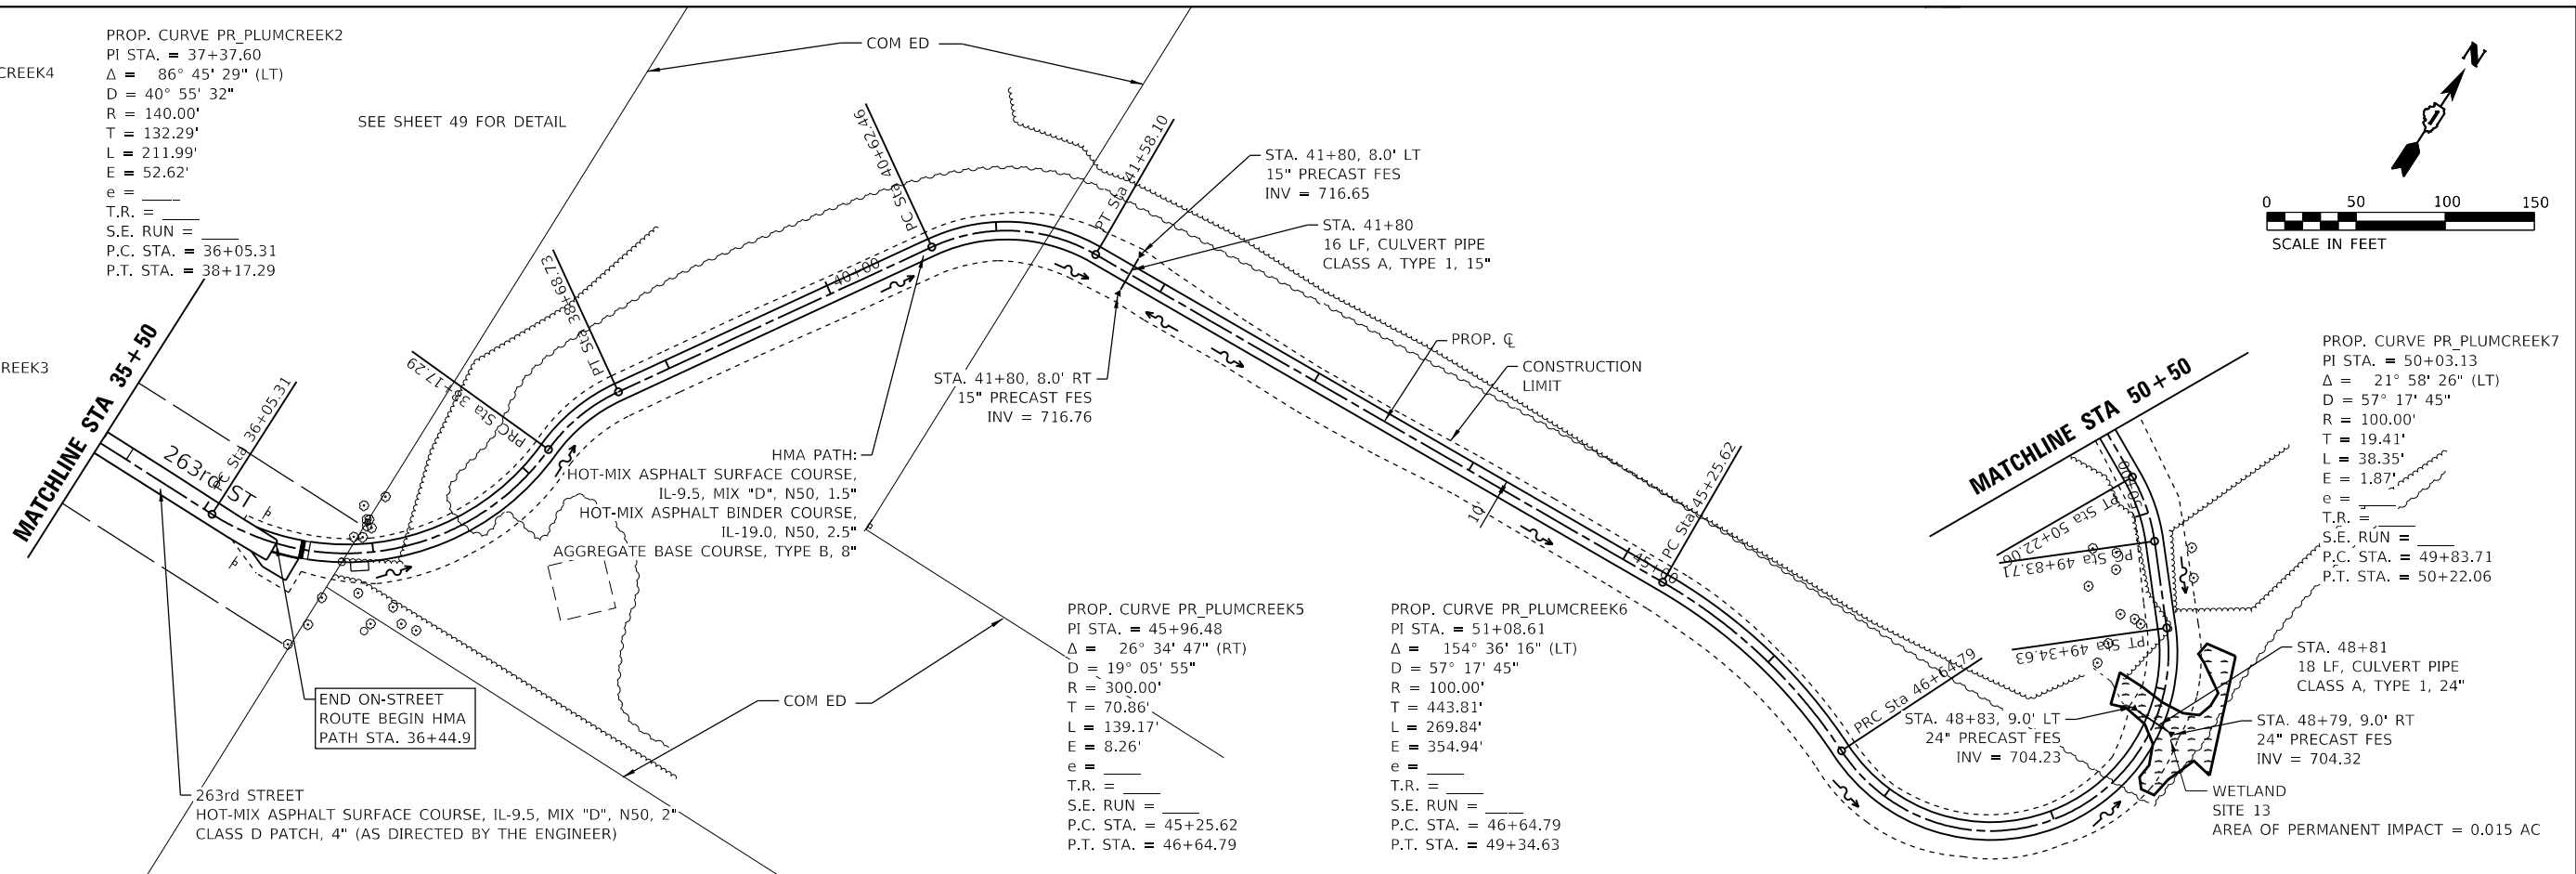 PROP. CURVE PR_PLUMCREEK2
PI STA. = 37+37.60
Δ = 86° 45' 29" (LT)
D = 40° 55' 32"
R = 140.00'
T = 132.29'
L = 211.99'
E = 52.62'
e = ____
T.R. = ____
S.E. RUN = ____
P.C. STA. = 36+05.31
P.T. STA. = 38+17.29
CREEK4
REEK3
SEE SHEET 49 FOR DETAIL
COM ED
MATCHLINE STA 35+50
263rd ST
PC Sta 36+05.31
PRC Sta 38+17.29
PT Sta 38+68.73
40+00
PC Sta 40+62.46
PT Sta 41+58.10
STA. 41+80, 8.0' LT
15" PRECAST FES
INV = 716.65
STA. 41+80
16 LF, CULVERT PIPE
CLASS A, TYPE 1, 15"
STA. 41+80, 8.0' RT
15" PRECAST FES
INV = 716.76
HMA PATH:
HOT-MIX ASPHALT SURFACE COURSE,
IL-9.5, MIX "D", N50, 1.5"
HOT-MIX ASPHALT BINDER COURSE,
IL-19.0, N50, 2.5"
AGGREGATE BASE COURSE, TYPE B, 8"
PROP. ℄
CONSTRUCTION
LIMIT
10'
45+00
PC Sta 45+25.62
END ON-STREET
ROUTE BEGIN HMA
PATH STA. 36+44.9
COM ED
263rd STREET
HOT-MIX ASPHALT SURFACE COURSE, IL-9.5, MIX "D", N50, 2"
CLASS D PATCH, 4" (AS DIRECTED BY THE ENGINEER)
PROP. CURVE PR_PLUMCREEK5
PI STA. = 45+96.48
Δ = 26° 34' 47" (RT)
D = 19° 05' 55"
R = 300.00'
T = 70.86'
L = 139.17'
E = 8.26'
e = ____
T.R. = ____
S.E. RUN = ____
P.C. STA. = 45+25.62
P.T. STA. = 46+64.79
PROP. CURVE PR_PLUMCREEK6
PI STA. = 51+08.61
Δ = 154° 36' 16" (LT)
D = 57° 17' 45"
R = 100.00'
T = 443.81'
L = 269.84'
E = 354.94'
e = ____
T.R. = ____
S.E. RUN = ____
P.C. STA. = 46+64.79
P.T. STA. = 49+34.63
PRC Sta 46+64.79
N
0 50 100 150
SCALE IN FEET
MATCHLINE STA 50+50
50+00
PT Sta 50+22.06
PC Sta 49+83.71
PT Sta 49+34.63
PROP. CURVE PR_PLUMCREEK7
PI STA. = 50+03.13
Δ = 21° 58' 26" (LT)
D = 57° 17' 45"
R = 100.00'
T = 19.41'
L = 38.35'
E = 1.87'
e = ____
T.R. = ____
S.E. RUN = ____
P.C. STA. = 49+83.71
P.T. STA. = 50+22.06
STA. 48+81
18 LF, CULVERT PIPE
CLASS A, TYPE 1, 24"
STA. 48+83, 9.0' LT
24" PRECAST FES
INV = 704.23
STA. 48+79, 9.0' RT
24" PRECAST FES
INV = 704.32
WETLAND
SITE 13
AREA OF PERMANENT IMPACT = 0.015 AC